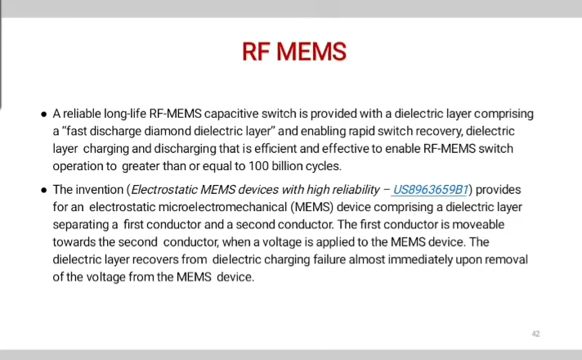 RF MEMS
● A reliable long-life RF-MEMS capacitive switch is provided with a dielectric layer comprising
a "fast discharge diamond dielectric layer" and enabling rapid switch recovery, dielectric
layer charging and discharging that is efficient and effective to enable RF-MEMS switch
operation to greater than or equal to 100 billion cycles.
● The invention (Electrostatic MEMS devices with high reliability – US8963659B1) provides
for an electrostatic microelectromechanical (MEMS) device comprising a dielectric layer
separating a first conductor and a second conductor. The first conductor is moveable
towards the second conductor, when a voltage is applied to the MEMS device. The
dielectric layer recovers from dielectric charging failure almost immediately upon removal
of the voltage from the MEMS device.
42